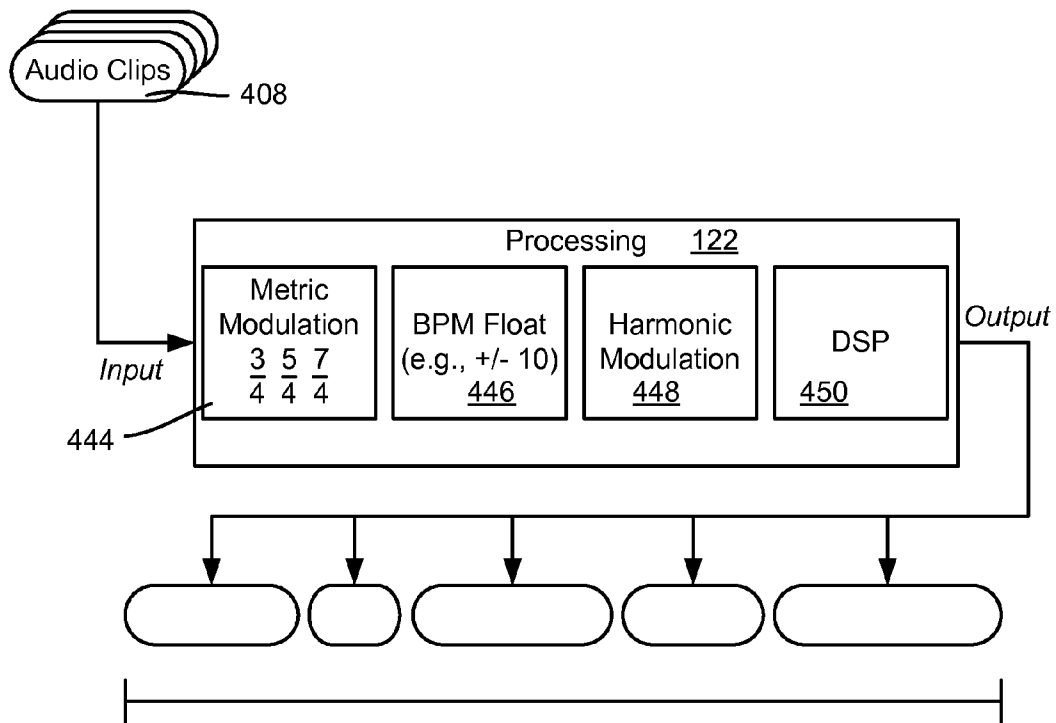 Audio Clips
408
Processing 122
Metric
Modulation
3/4 5/4 7/4
BPM Float
(e.g., +/- 10)
446
Harmonic
Modulation
448
DSP
450
Input
Output
444